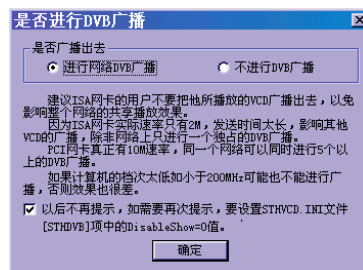 是否进行DVB广播
是否广播出去
进行网络DVB广播
不进行DVB广播
建议ISA网卡的用户不要把他所播放的VCD广播出去，以免
影响整个网络的共享播放效果。
因为ISA网卡实际速率只有2M，发送时间太长，影响其他
VCD的广播，除非网络上只进行一个独占的DVB广播。
PCI网卡真正有10M速率，同一个网络可以同时进行5个以
上的DVB广播。
如果计算机的档次太低如小于200MHz可能也不能进行广
播，否则效果也很差。
以后不再提示，如需要再次提示，要设置STHVCD.INI文件
[STHDVB]项中的DisableShow=0值。
确定